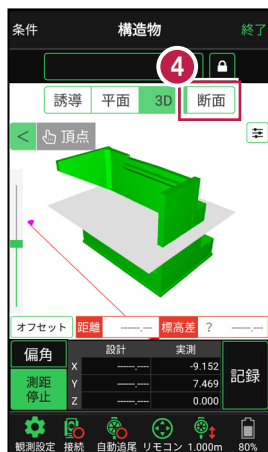 条件 構造物 終了
4
誘導 平面 3D 断面
< 頂点
オフセット 距離 ------.--- 標高差 ? ------.---
偏角 設計 実測
X ------.---- -9.152
測距停止 Y ------.---- 7.469 記録
Z ------.---- 0.000
観測設定 接続 自動追尾 リモコン 1.000m 80%